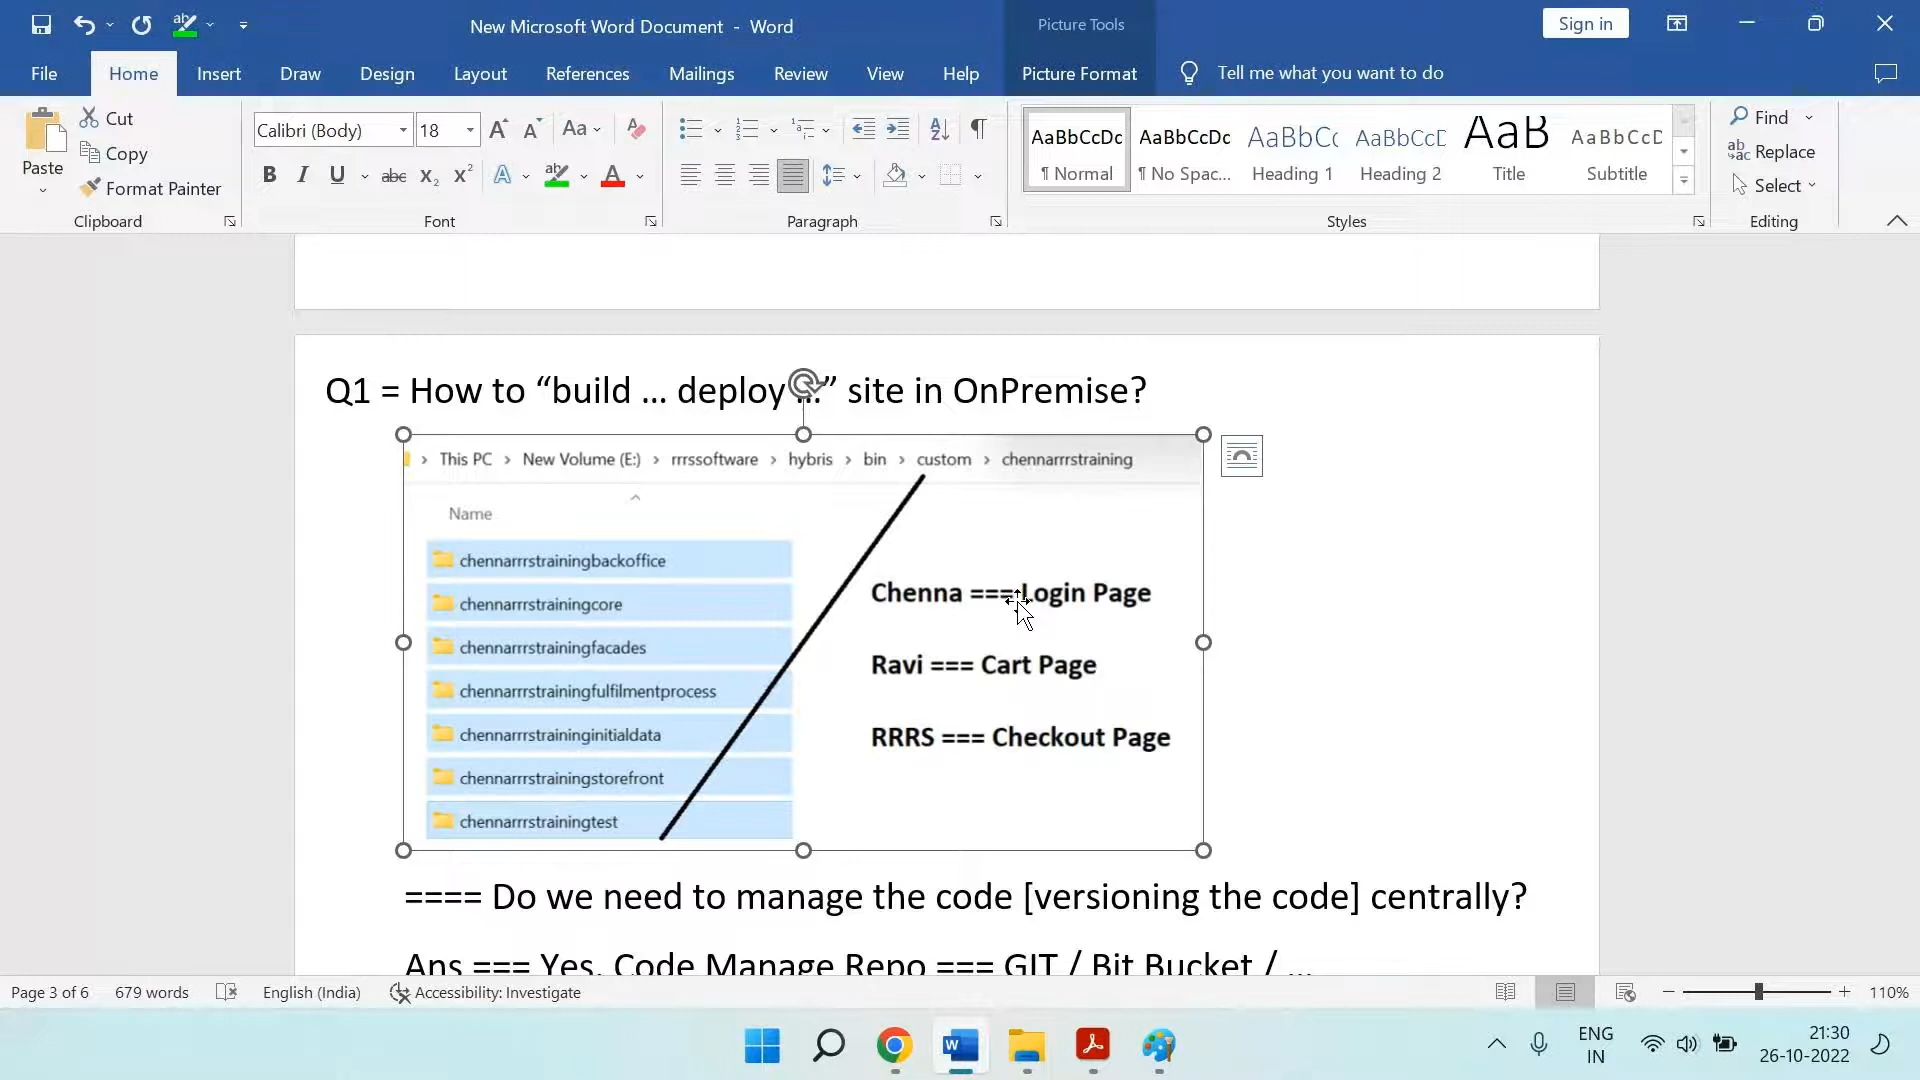 New Microsoft Word Document - Word
Picture Tools
Sign in
File Home Insert Draw Design Layout References Mailings Review View Help Picture Format Tell me what you want to do
Paste
Cut
Copy
Format Painter
Clipboard
Calibri (Body) 18
Font
Paragraph
AaBbCcDc AaBbCcDc AaBbCc AaBbCcD AaB AaBbCcD
¶ Normal ¶ No Spac... Heading 1 Heading 2 Title Subtitle
Styles
Find
Replace
Select
Editing
Q1 = How to “build … deploy …” site in OnPremise?
This PC › New Volume (E:) › rrrssoftware › hybris › bin › custom › chennarrrstraining
Name
chennarrrstrainingbackoffice
chennarrrstrainingcore
chennarrrstrainingfacades
chennarrrstrainingfulfilmentprocess
chennarrrstraininginitialdata
chennarrrstrainingstorefront
chennarrrstrainingtest
Chenna === Login Page
Ravi === Cart Page
RRRS === Checkout Page
==== Do we need to manage the code [versioning the code] centrally?
Ans === Yes. Code Manage Repo === GIT / Bit Bucket / …
Page 3 of 6 679 words English (India) Accessibility: Investigate 110%
ENG
IN
21:30
26-10-2022